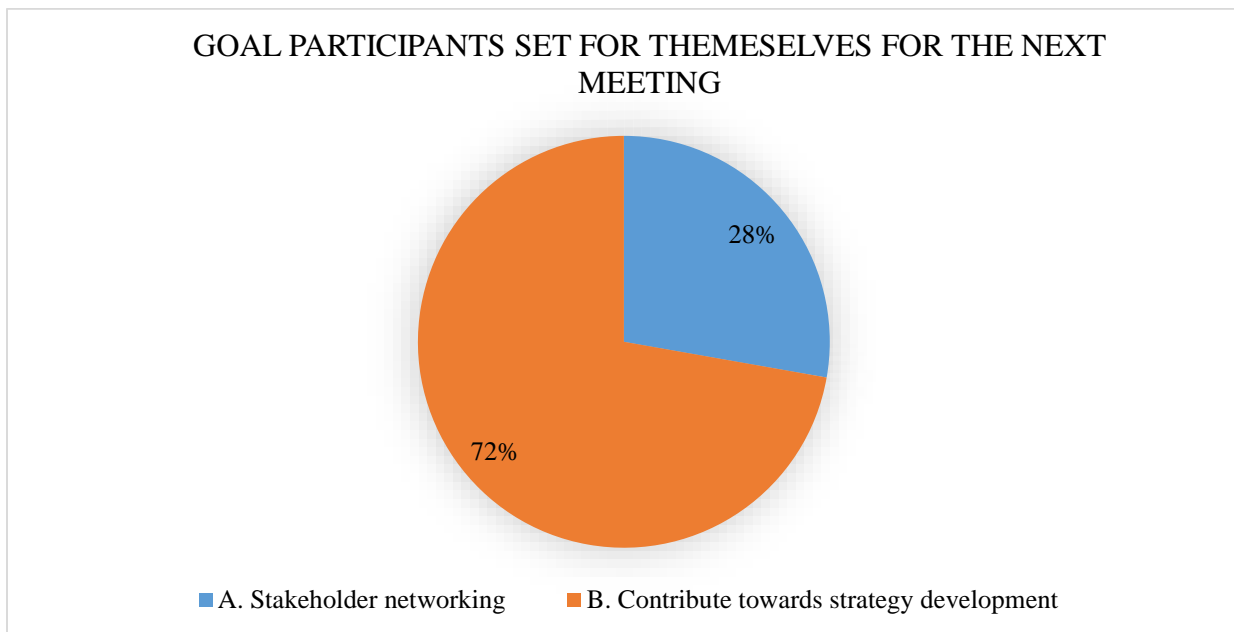 GOAL PARTICIPANTS SET FOR THEMESELVES FOR THE NEXT
MEETING
28%
72%
A. Stakeholder networking
B. Contribute towards strategy development